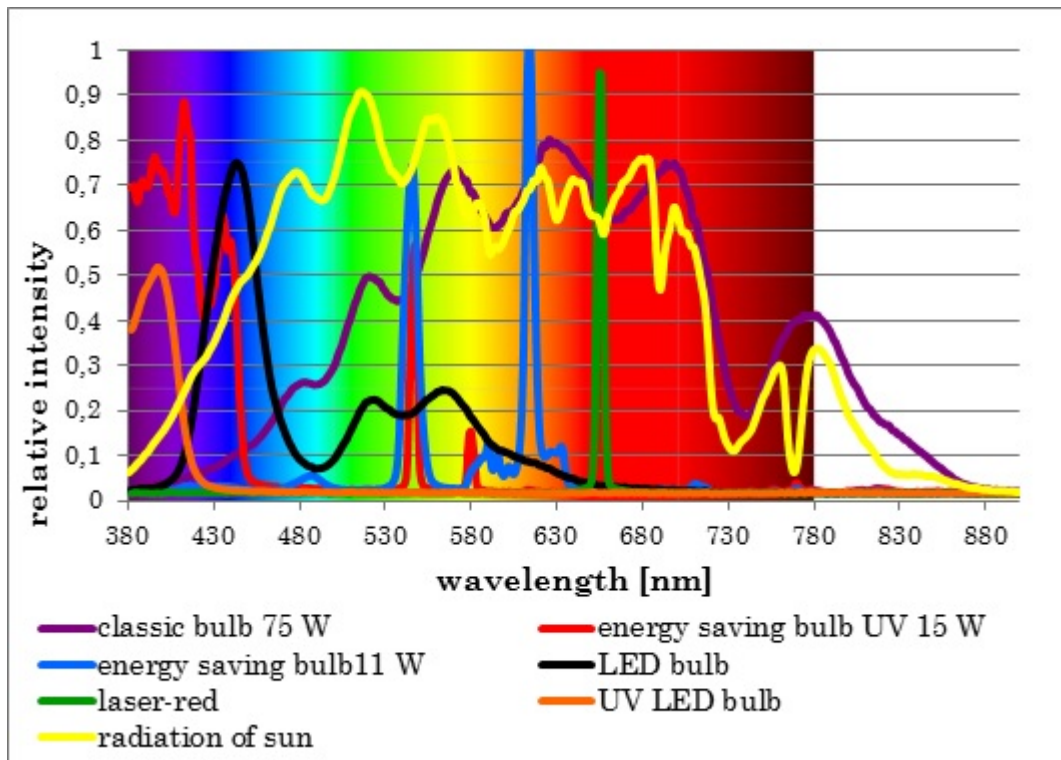 relative intensity
1
0,9
0,8
0,7
0,6
0,5
0,4
0,3
0,2
0,1
0
380 430 480 530 580 630 680 730 780 830 880
wavelength [nm]
classic bulb 75 W energy saving bulb UV 15 W
energy saving bulb11 W LED bulb
laser-red UV LED bulb
radiation of sun